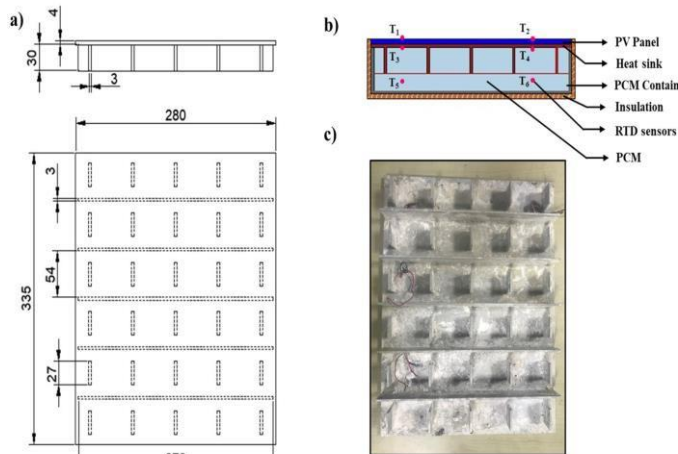 a)
4
30
3
280
3
335
54
27
b)
T1
T2
T3
T4
T5
T6
PV Panel
Heat sink
PCM Contain
Insulation
RTD sensors
PCM
c)